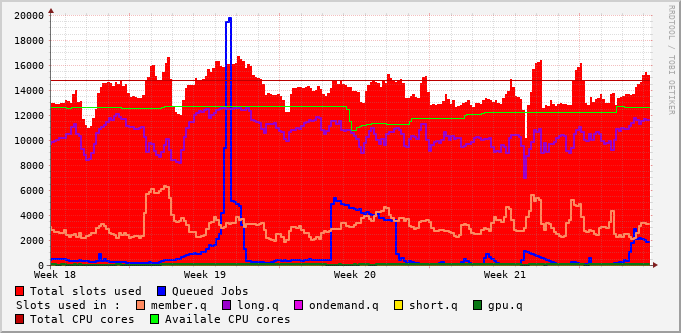 20000
18000
16000
14000
12000
10000
8000
6000
4000
2000
0
Week 18 Week 19 Week 20 Week 21
Total slots used Queued Jobs
Slots used in : member.q long.q ondemand.q short.q gpu.q
Total CPU cores Availale CPU cores
RRDTOOL / TOBI OETIKER